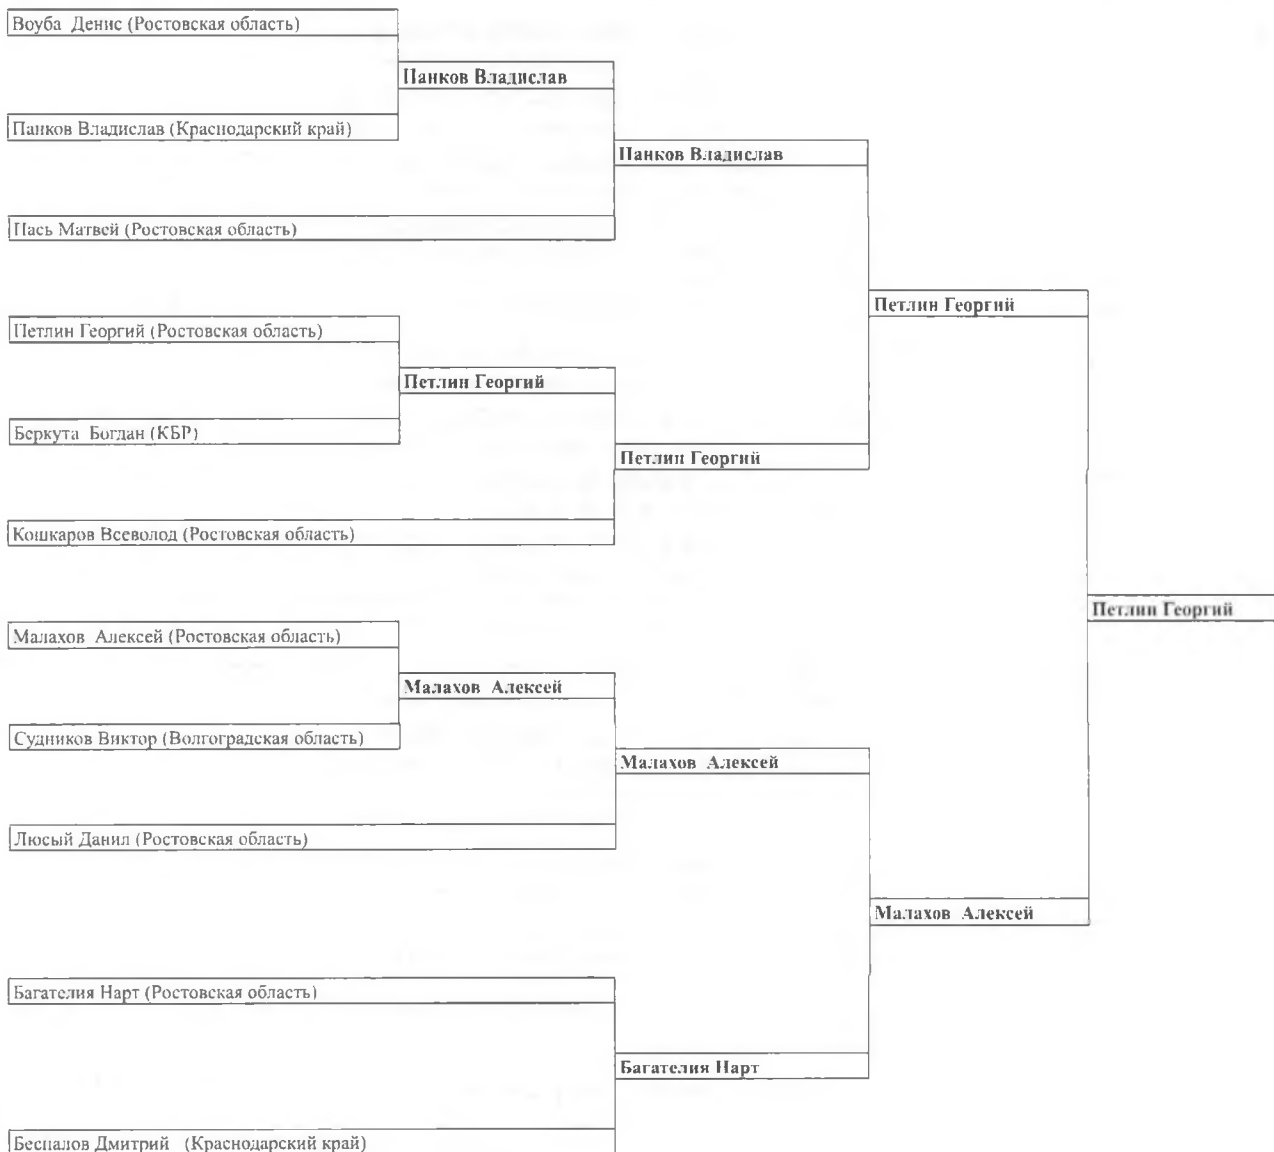 Воуба Денис (Ростовская область)
Панков Владислав
Панков Владислав (Краснодарский край)
Панков Владислав
Пась Матвей (Ростовская область)
Петлин Георгий
Петлин Георгий (Ростовская область)
Петлин Георгий
Беркута Богдан (КБР)
Петлин Георгий
Кошкаров Всеволод (Ростовская область)
Петлин Георгий
Малахов Алексей (Ростовская область)
Малахов Алексей
Судников Виктор (Волгоградская область)
Малахов Алексей
Люсый Данил (Ростовская область)
Малахов Алексей
Багателия Нарт (Ростовская область)
Багателия Нарт
Беспалов Дмитрий (Краснодарский край)